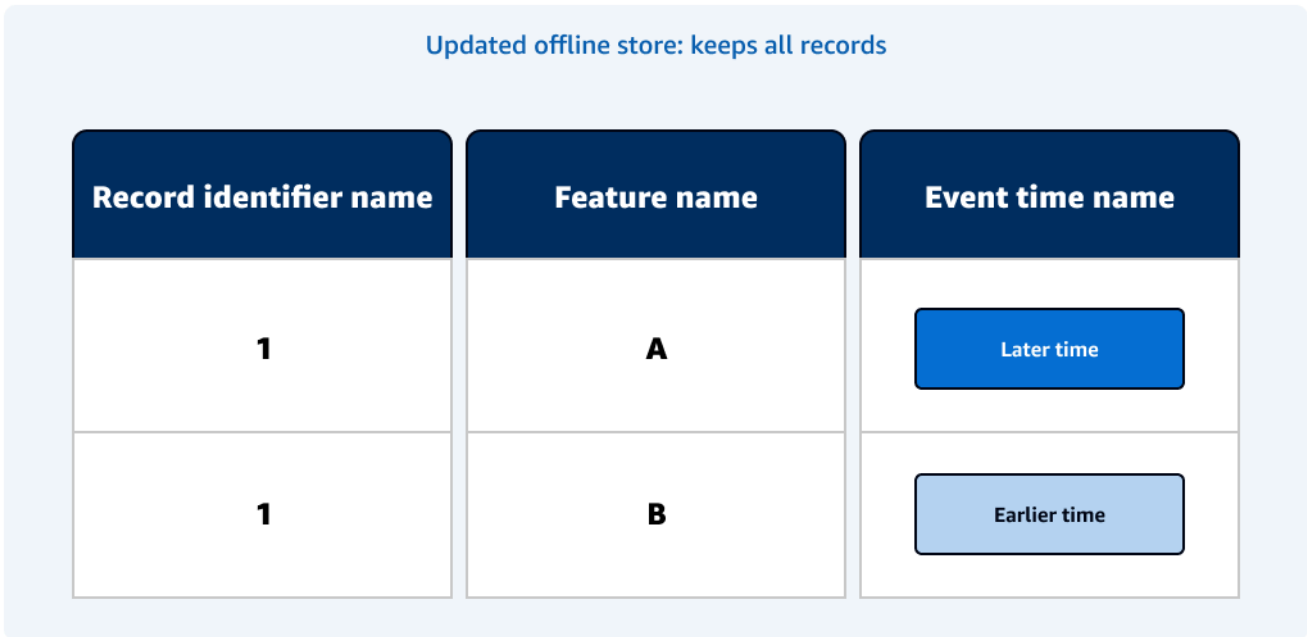 Updated offline store: keeps all records
Record identifier name Feature name Event time name
1 A Later time
1 B Earlier time